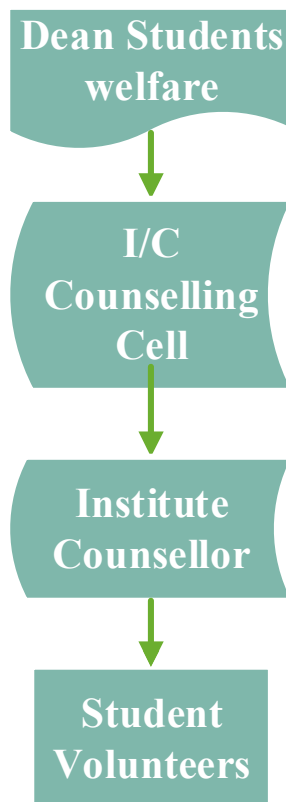 Dean Students
welfare
I/C
Counselling
Cell
Institute
Counsellor
Student
Volunteers